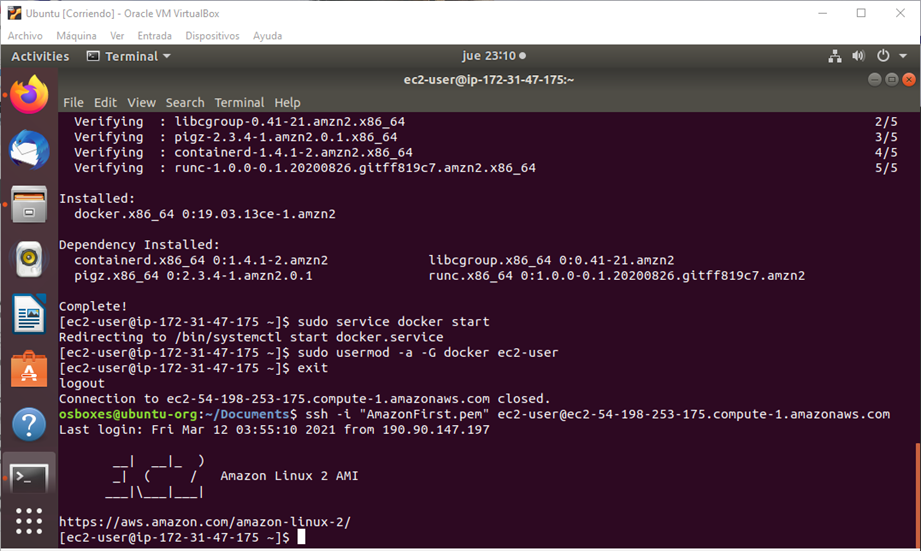 Ubuntu [Corriendo] - Oracle VM VirtualBox
Archivo Máquina Ver Entrada Dispositivos Ayuda
Activities Terminal jue 23:10
ec2-user@ip-172-31-47-175:~
File Edit View Search Terminal Help
Verifying : libcgroup-0.41-21.amzn2.x86_64 2/5
Verifying : pigz-2.3.4-1.amzn2.0.1.x86_64 3/5
Verifying : containerd-1.4.1-2.amzn2.x86_64 4/5
Verifying : runc-1.0.0-0.1.20200826.gitff819c7.amzn2.x86_64 5/5
Installed:
docker.x86_64 0:19.03.13ce-1.amzn2
Dependency Installed:
containerd.x86_64 0:1.4.1-2.amzn2 libcgroup.x86_64 0:0.41-21.amzn2
pigz.x86_64 0:2.3.4-1.amzn2.0.1 runc.x86_64 0:1.0.0-0.1.20200826.gitff819c7.amzn2
Complete!
[ec2-user@ip-172-31-47-175 ~]$ sudo service docker start
Redirecting to /bin/systemctl start docker.service
[ec2-user@ip-172-31-47-175 ~]$ sudo usermod -a -G docker ec2-user
[ec2-user@ip-172-31-47-175 ~]$ exit
logout
Connection to ec2-54-198-253-175.compute-1.amazonaws.com closed.
osboxes@ubuntu-org:~/Documents$ ssh -i "AmazonFirst.pem" ec2-user@ec2-54-198-253-175.compute-1.amazonaws.com
Last login: Fri Mar 12 03:55:10 2021 from 190.90.147.197
__| __|_ )
_| ( / Amazon Linux 2 AMI
___|\___|___|
https://aws.amazon.com/amazon-linux-2/
[ec2-user@ip-172-31-47-175 ~]$